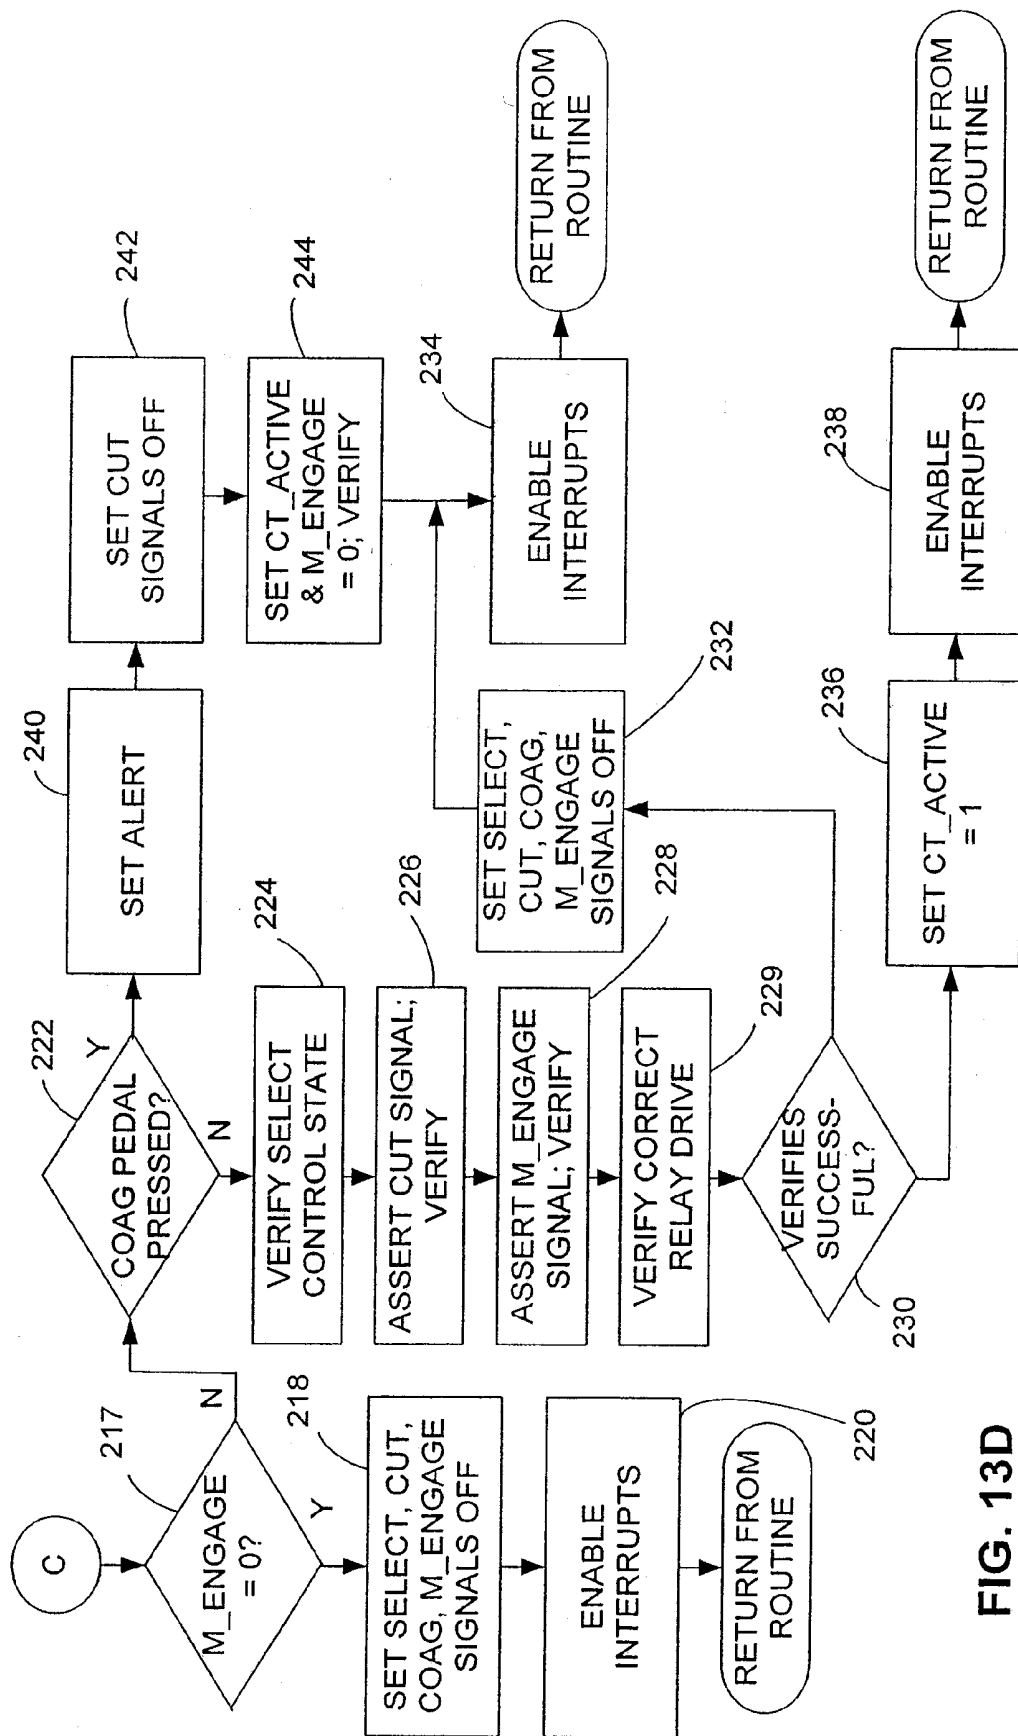 C
217
M_ENGAGE
= 0?
N
Y
218
SET SELECT, CUT,
COAG, M_ENGAGE
SIGNALS OFF
ENABLE
INTERRUPTS
220
RETURN FROM
ROUTINE
222
COAG PEDAL
PRESSED?
Y
N
224
VERIFY SELECT
CONTROL STATE
226
ASSERT CUT SIGNAL;
VERIFY
228
ASSERT M_ENGAGE
SIGNAL; VERIFY
229
VERIFY CORRECT
RELAY DRIVE
VERIFIES
SUCCESS-
FUL?
230
232
SET SELECT,
CUT, COAG,
M_ENGAGE
SIGNALS OFF
240
SET ALERT
242
SET CUT
SIGNALS OFF
244
SET CT_ACTIVE
& M_ENGAGE
= 0; VERIFY
234
ENABLE
INTERRUPTS
RETURN FROM
ROUTINE
236
SET CT_ACTIVE
= 1
238
ENABLE
INTERRUPTS
RETURN FROM
ROUTINE
FIG. 13D